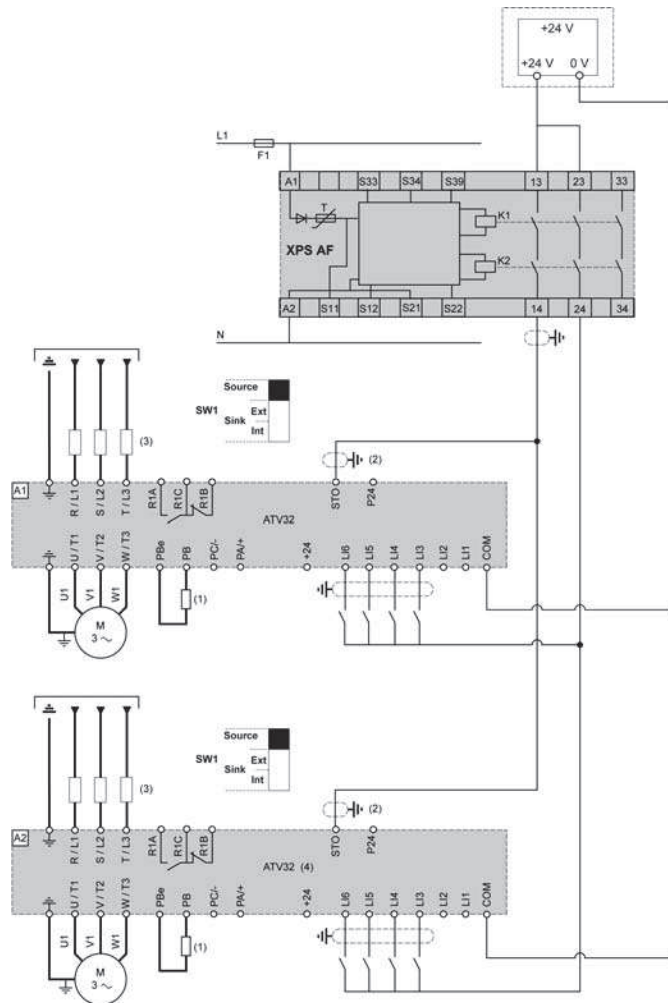 +24 V
+24 V 0 V
L1
F1
A1 S33 S34 S39 13 23 33
T
K1
XPS AF
K2
A2 S11 S12 S21 S22 14 24 34
N
Source
SW1
Sink
Ext
Int
(3)
(2)
A1
R / L1 S / L2 T / L3 R1A R1C R1B STO P24
ATV32
U / T1 V / T2 W / T3 PBe PB PC/- PA/+ +24 LI6 LI5 LI4 LI3 LI2 LI1 COM
U1 V1 W1
(1)
M
3 ~
Source
SW1
Sink
Ext
Int
(3)
(2)
A2
R / L1 S / L2 T / L3 R1A R1C R1B STO P24
ATV32 (4)
U / T1 V / T2 W / T3 PBe PB PC/- PA/+ +24 LI6 LI5 LI4 LI3 LI2 LI1 COM
U1 V1 W1
(1)
M
3 ~